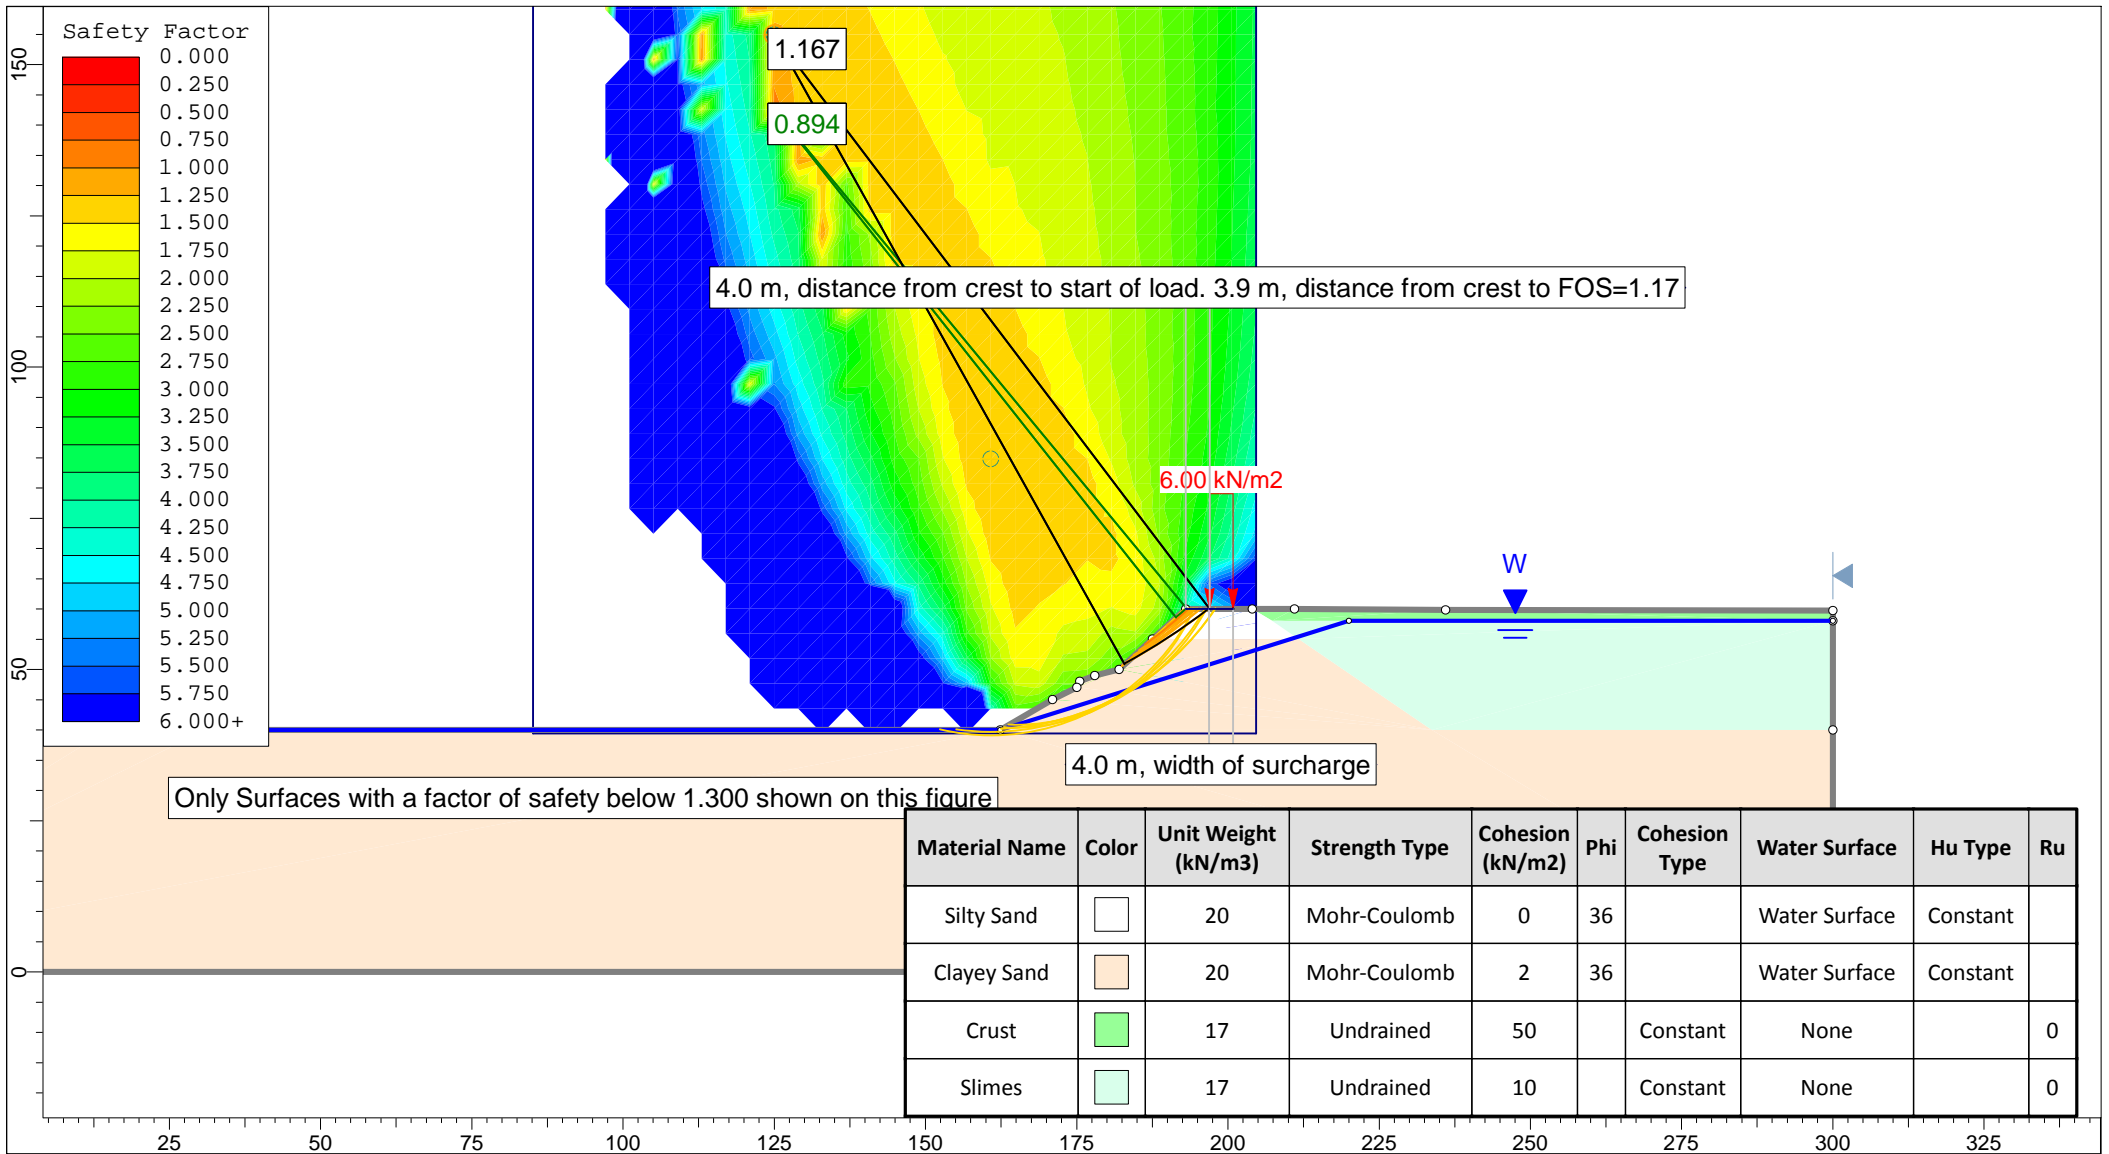 Safety Factor
0.000
0.250
0.500
0.750
1.000
1.250
1.500
1.750
2.000
2.250
2.500
2.750
3.000
3.250
3.500
3.750
4.000
4.250
4.500
4.750
5.000
5.250
5.500
5.750
6.000+
150
100
50
0
1.167
0.894
4.0 m, distance from crest to start of load. 3.9 m, distance from crest to FOS=1.17
6.00 kN/m2
W
4.0 m, width of surcharge
Only Surfaces with a factor of safety below 1.300 shown on this figure
Material Name Color Unit Weight (kN/m3) Strength Type Cohesion (kN/m2) Phi Cohesion Type Water Surface Hu Type Ru
Silty Sand 20 Mohr-Coulomb 0 36 Water Surface Constant
Clayey Sand 20 Mohr-Coulomb 2 36 Water Surface Constant
Crust 17 Undrained 50 Constant None 0
Slimes 17 Undrained 10 Constant None 0
25 50 75 100 125 150 175 200 225 250 275 300 325